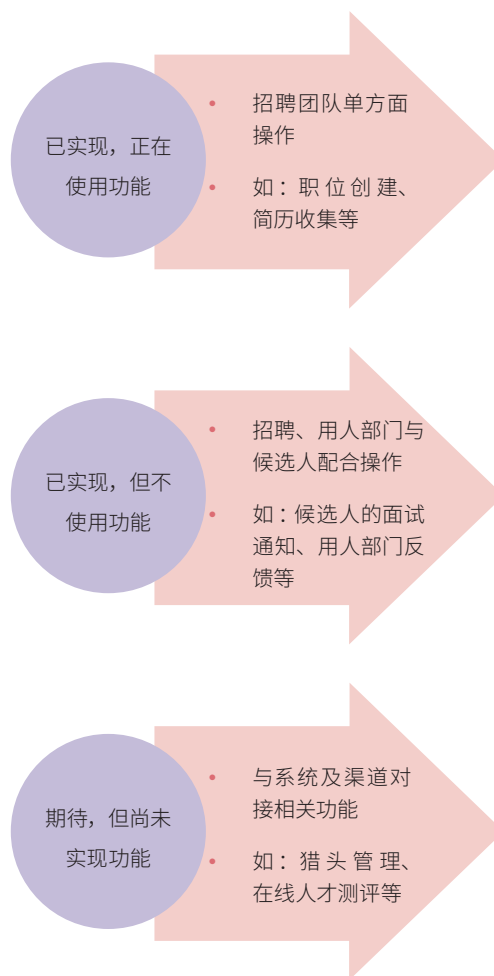 已实现，正在
使用功能
• 招聘团队单方面
操作
• 如：职位创建、
简历收集等
已实现，但不
使用功能
• 招聘、用人部门与
候选人配合操作
• 如：候选人的面试
通知、用人部门反
馈等
期待，但尚未
实现功能
• 与系统及渠道对
接相关功能
• 如：猎头管理、
在线人才测评等